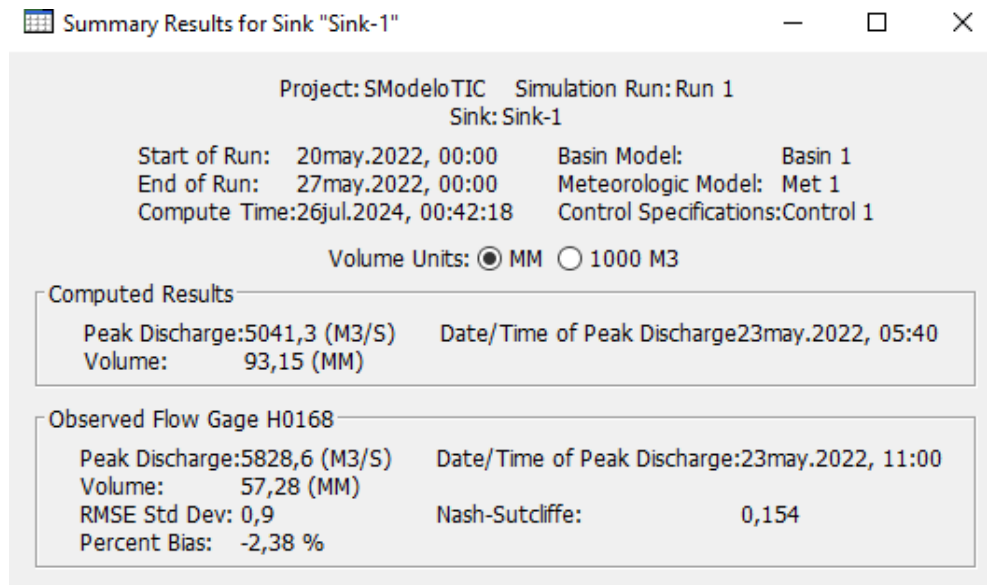 Summary Results for Sink "Sink-1"
Project: SModeloTIC Simulation Run: Run 1
Sink: Sink-1
Start of Run: 20may.2022, 00:00 Basin Model: Basin 1
End of Run: 27may.2022, 00:00 Meteorologic Model: Met 1
Compute Time:26jul.2024, 00:42:18 Control Specifications:Control 1
Volume Units: MM 1000 M3
Computed Results
Peak Discharge:5041,3 (M3/S) Date/Time of Peak Discharge23may.2022, 05:40
Volume: 93,15 (MM)
Observed Flow Gage H0168
Peak Discharge:5828,6 (M3/S) Date/Time of Peak Discharge:23may.2022, 11:00
Volume: 57,28 (MM)
RMSE Std Dev: 0,9 Nash-Sutcliffe: 0,154
Percent Bias: -2,38 %